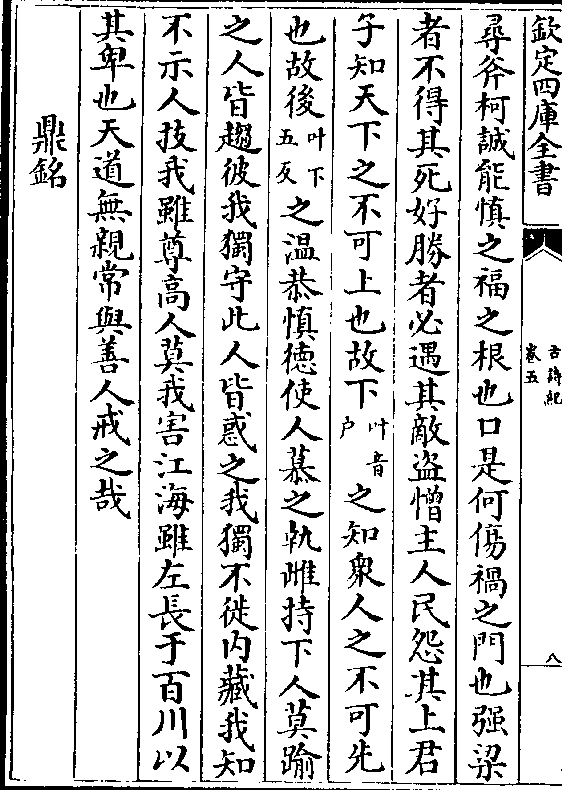 欽定四庫全書
古詩紀
卷五
八
尋斧柯誠能慎之福之根也口是何傷禍之門也强梁
者不得其死好勝者必遇其敵盗憎主人民怨其上君
子知天下之不可上也故下叶音户之知衆人之不可先
也故後叶下五反之温恭慎徳使人慕之執雌持下人莫踰
之人皆趨彼我獨守此人皆惑之我獨不徙内藏我知
不示人技我雖尊高人莫我害江海雖左長于百川以
其卑也天道無親常與善人戒之哉
鼎銘